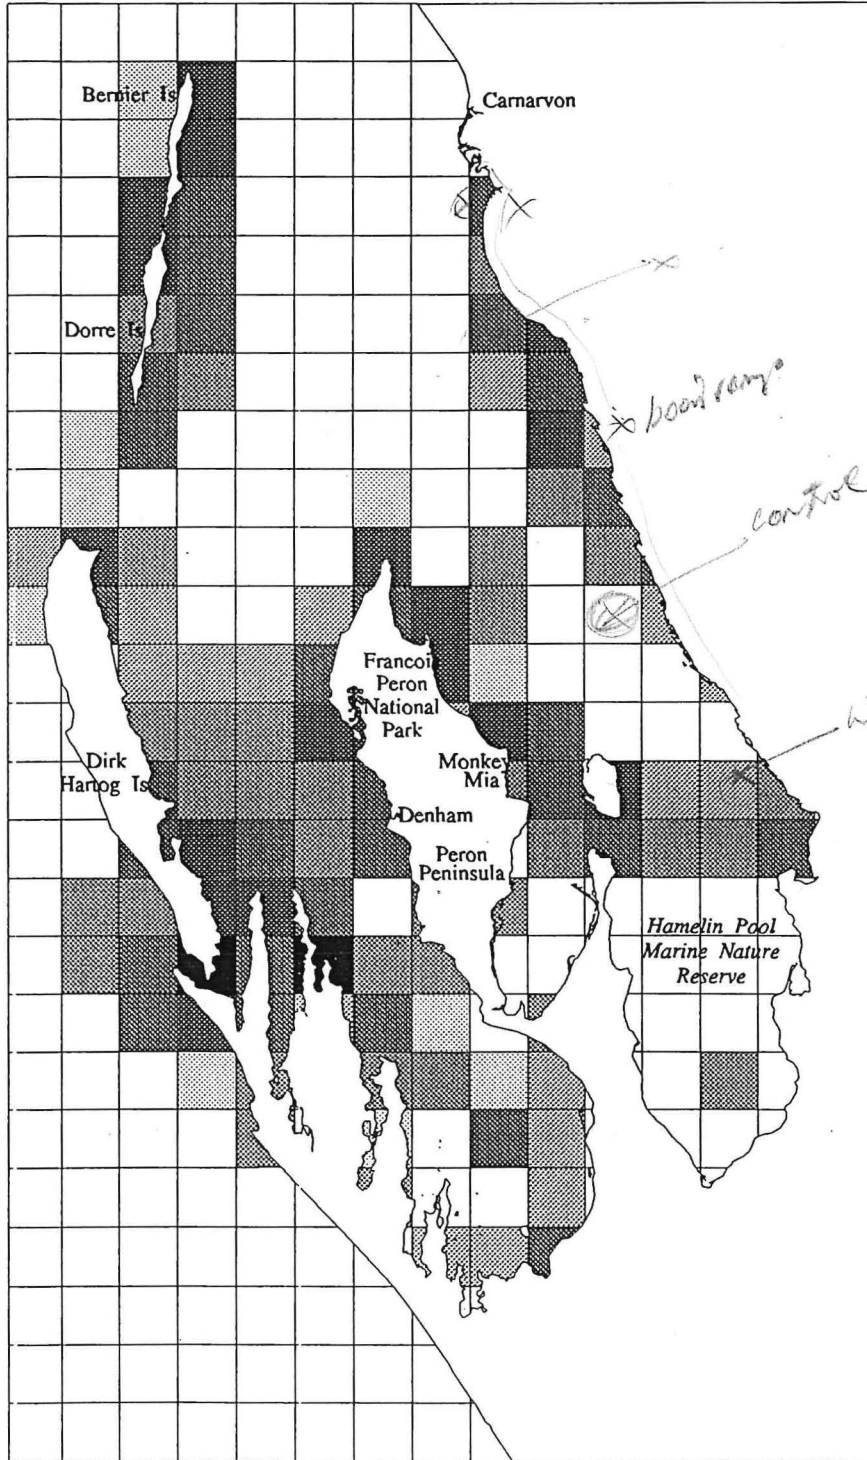 Bernier Is
Carnarvon
Dorre Is
boat ramp
control
Francois
Peron
National
Park
Dirk
Hartog Is
Monkey
Mia
Denham
Peron
Peninsula
Hamelin Pool
Marine Nature
Reserve